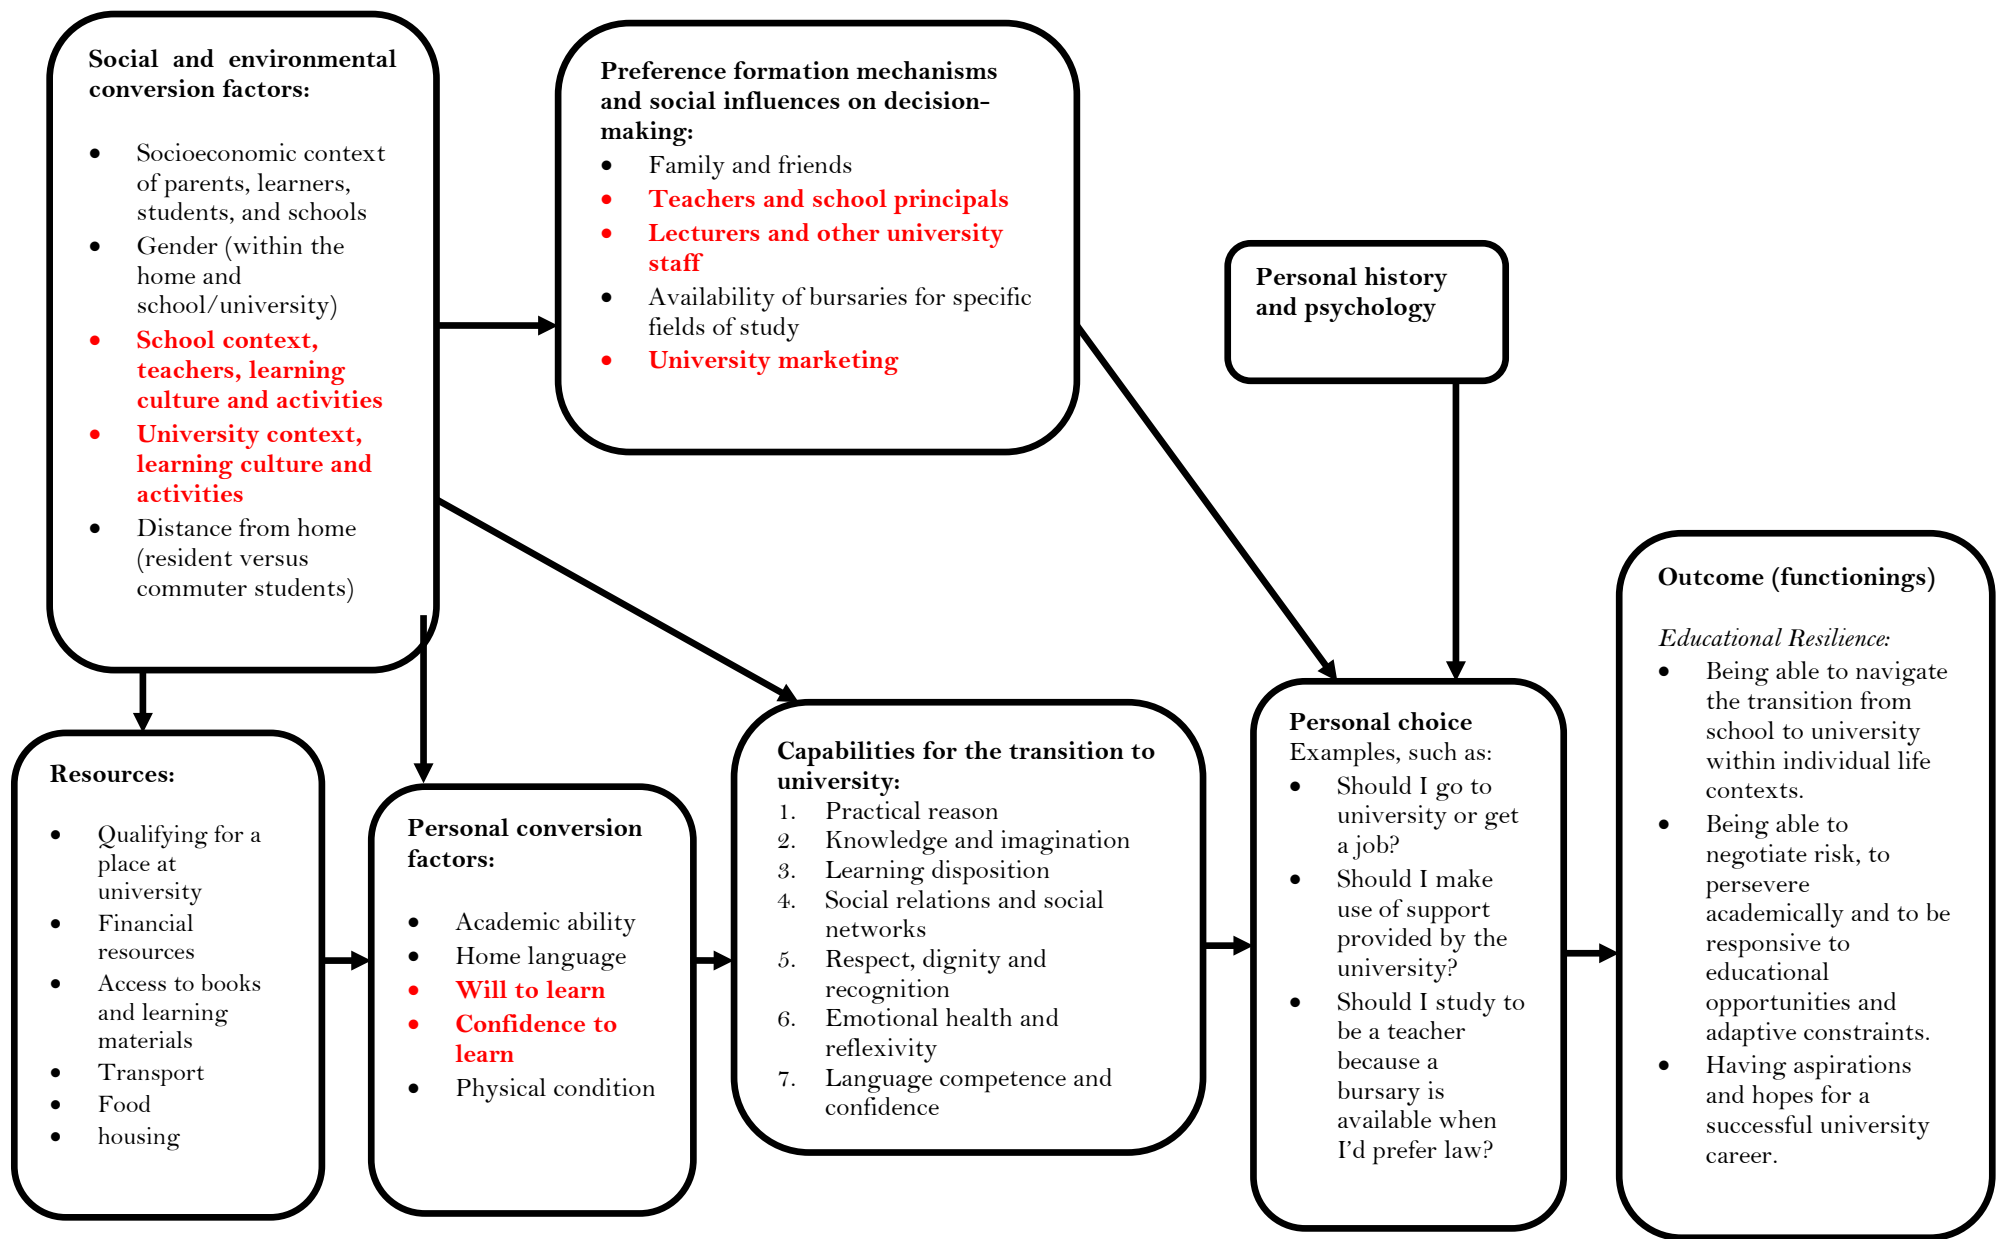 Social and environmental
conversion factors:
• Socioeconomic context
of parents, learners,
students, and schools
• Gender (within the
home and
school/university)
• School context,
teachers, learning
culture and activities
• University context,
learning culture and
activities
• Distance from home
(resident versus
commuter students)
Preference formation mechanisms
and social influences on decision-
making:
• Family and friends
• Teachers and school principals
• Lecturers and other university
staff
• Availability of bursaries for specific
fields of study
• University marketing
Personal history
and psychology
Resources:
• Qualifying for a
place at
university
• Financial
resources
• Access to books
and learning
materials
• Transport
• Food
• housing
Personal conversion
factors:
• Academic ability
• Home language
• Will to learn
• Confidence to
learn
• Physical condition
Capabilities for the transition to
university:
1. Practical reason
2. Knowledge and imagination
3. Learning disposition
4. Social relations and social
networks
5. Respect, dignity and
recognition
6. Emotional health and
reflexivity
7. Language competence and
confidence
Personal choice
Examples, such as:
• Should I go to
university or get
a job?
• Should I make
use of support
provided by the
university?
• Should I study to
be a teacher
because a
bursary is
available when
I'd prefer law?
Outcome (functionings)
Educational Resilience:
• Being able to navigate
the transition from
school to university
within individual life
contexts.
• Being able to
negotiate risk, to
persevere
academically and to be
responsive to
educational
opportunities and
adaptive constraints.
• Having aspirations
and hopes for a
successful university
career.